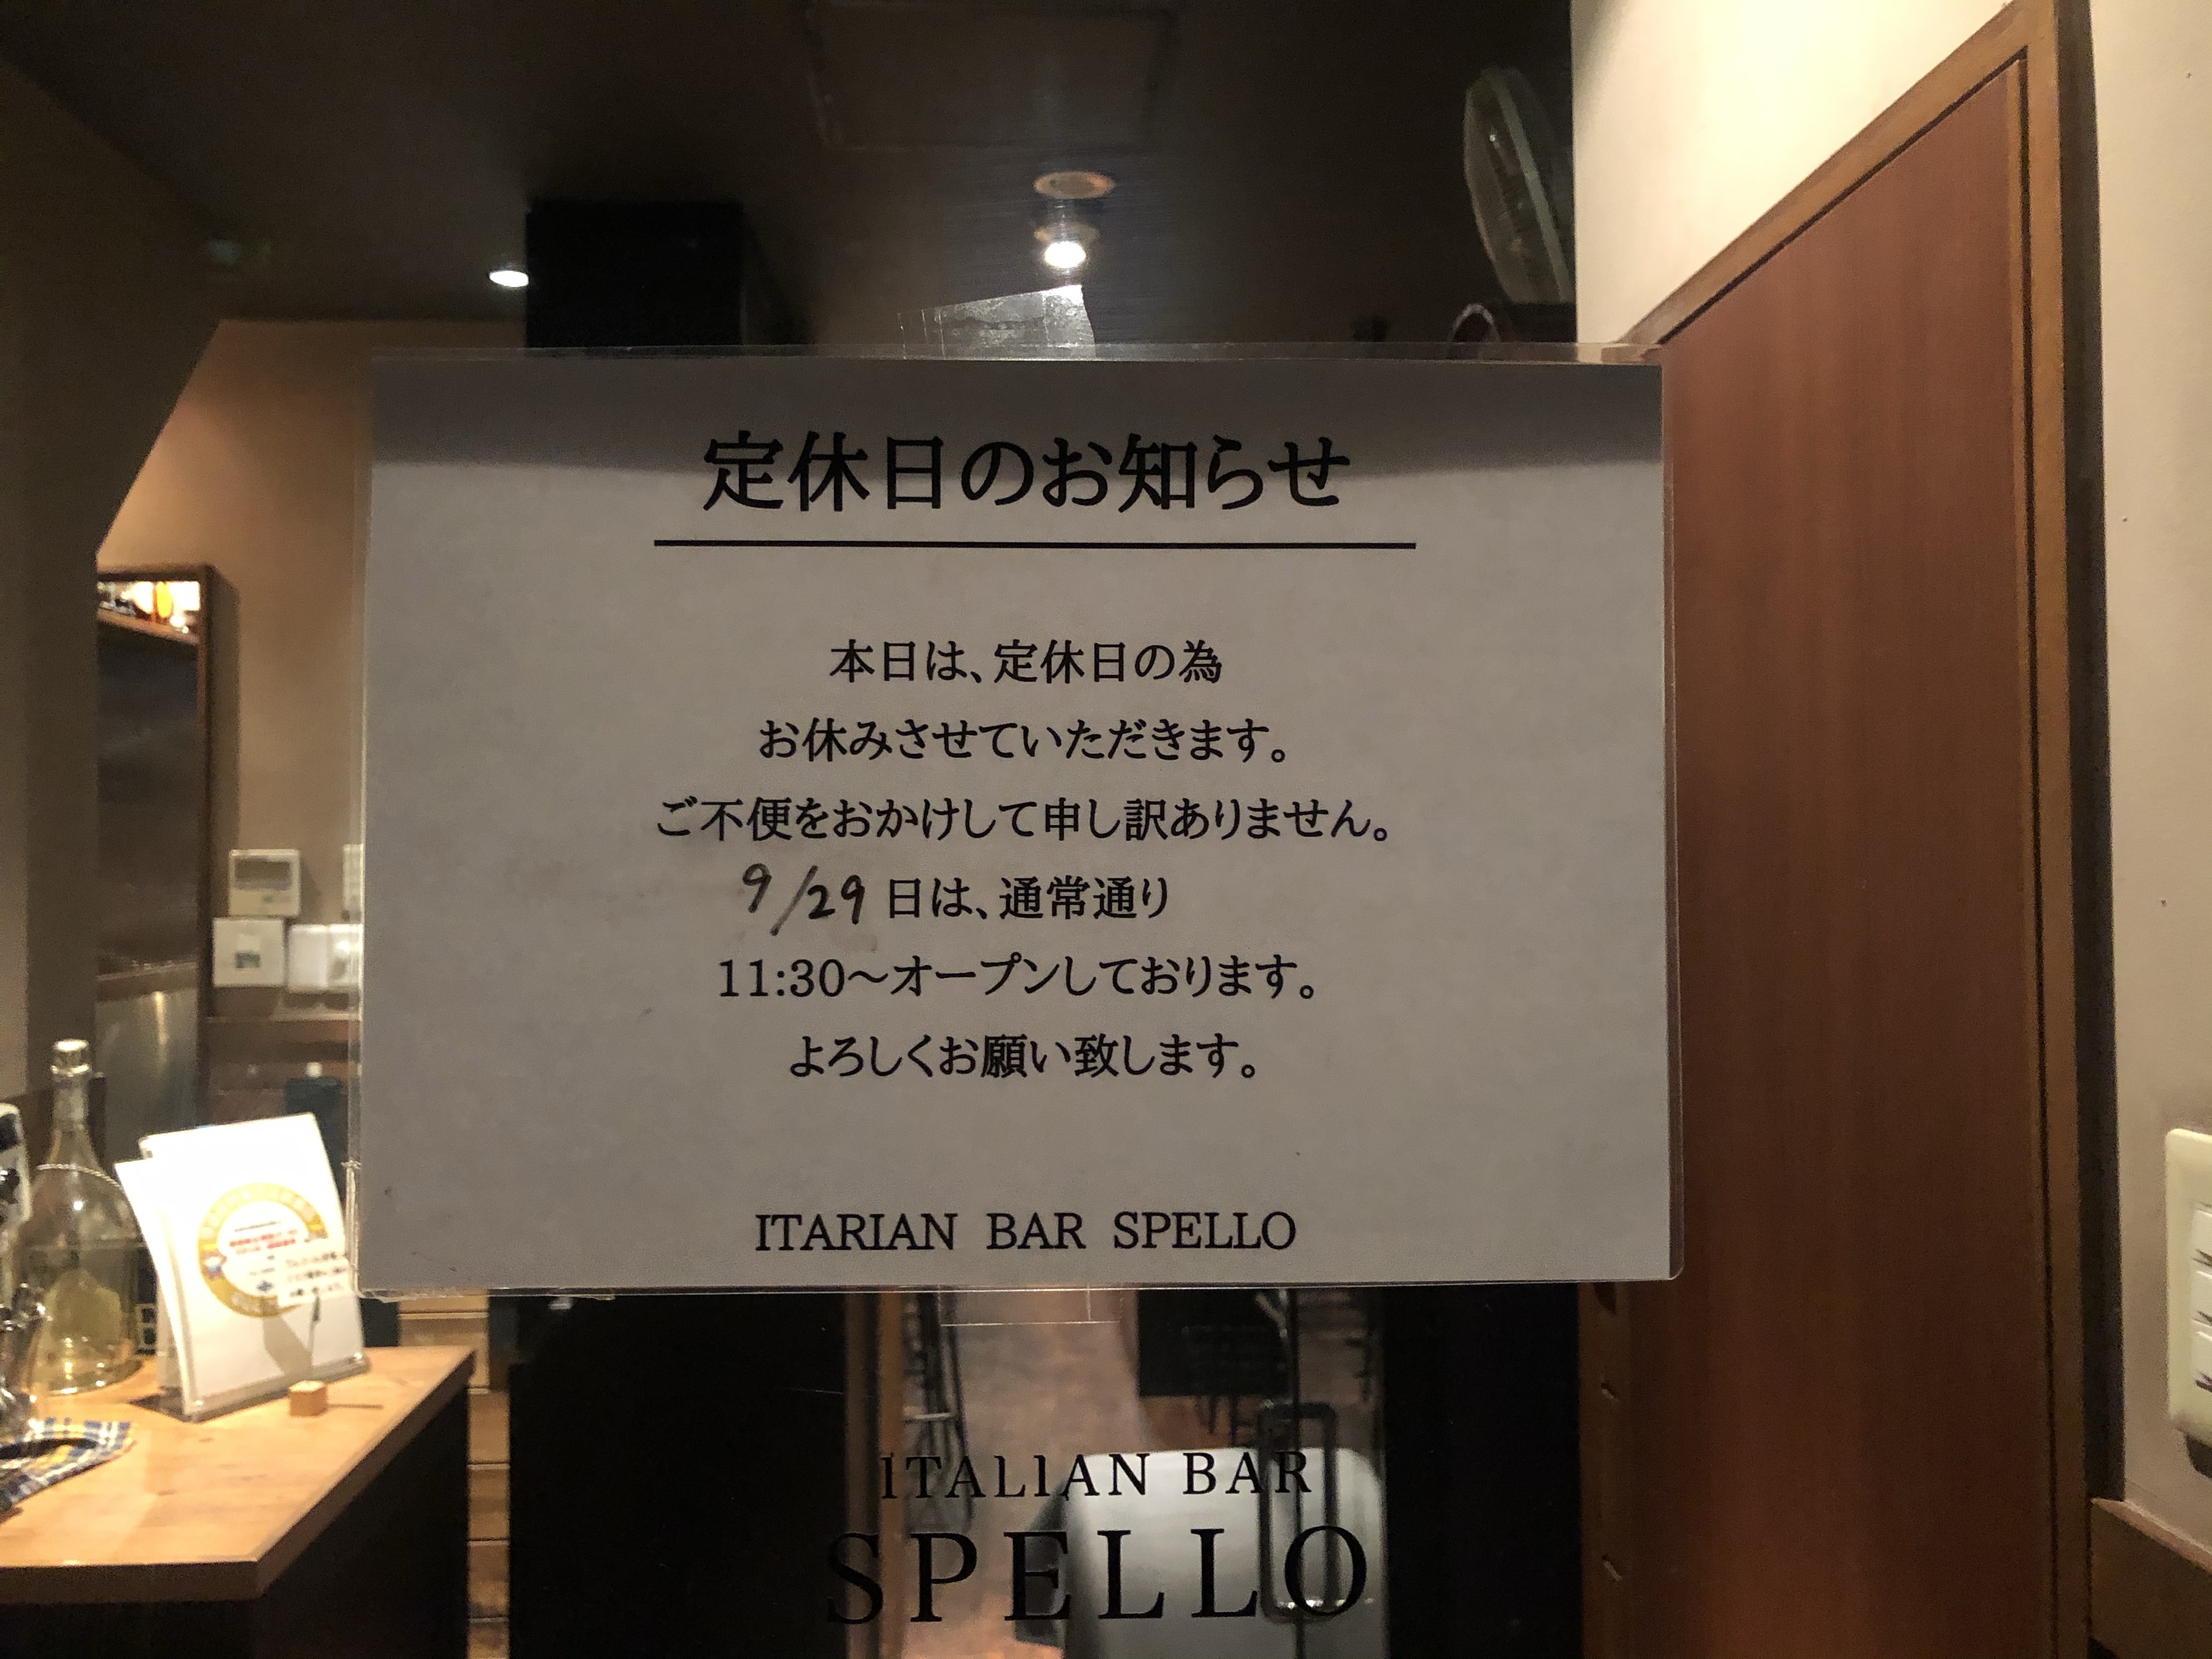 定休日のお知らせ
本日は、定休日の為
お休みさせていただきます。
ご不便をおかけして申し訳ありません。
9/29日は、通常通り
11:30～オープンしております。
よろしくお願い致します。
ITARIAN BAR SPELLO
ITALIAN BAR
SPELLO